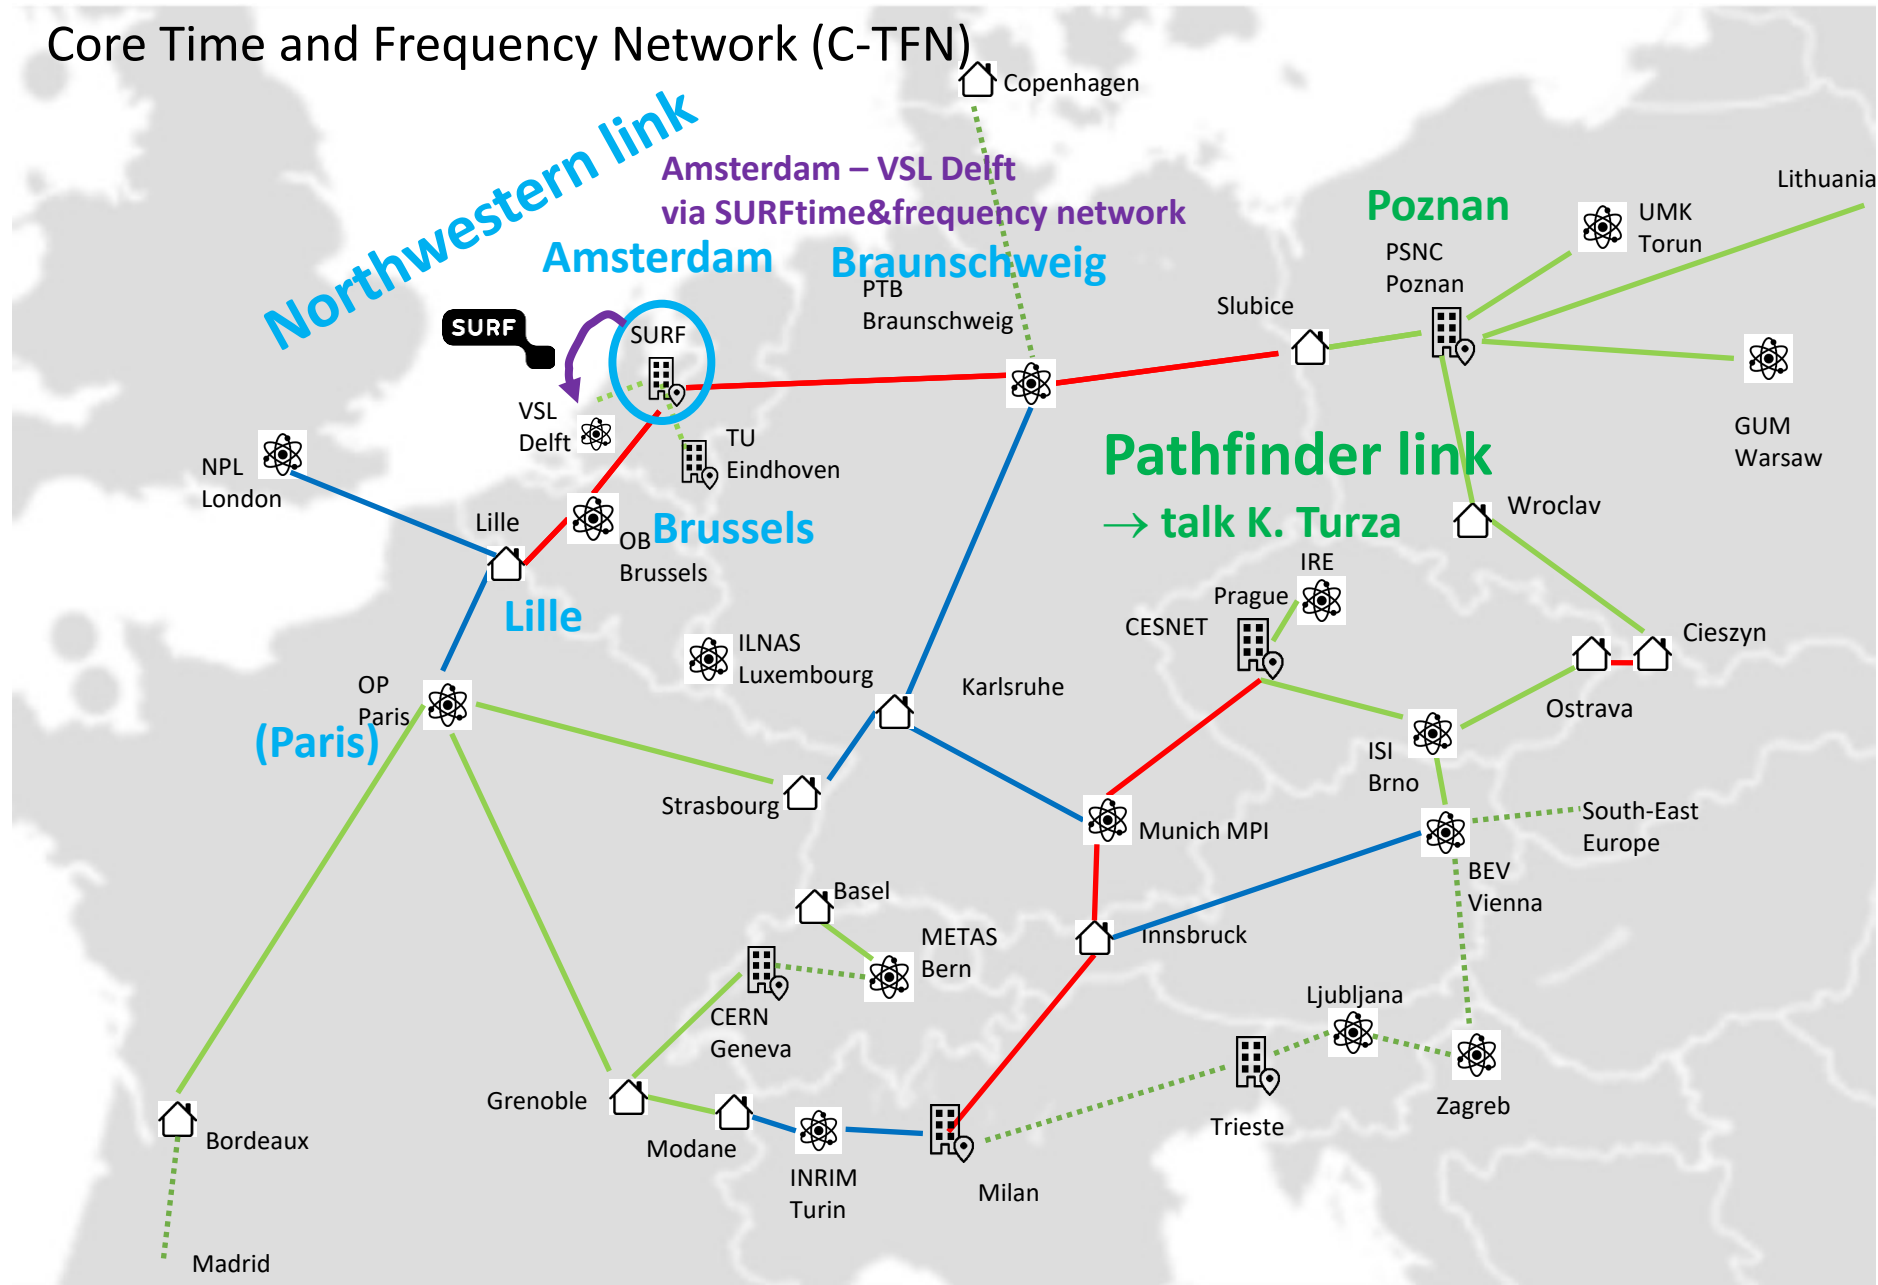 Core Time and Frequency Network (C-TFN)
Copenhagen
Northwestern link
Amsterdam – VSL Delft
via SURFtime&frequency network
Lithuania
Poznan
UMK
Torun
Amsterdam
Braunschweig
PSNC
Poznan
PTB
Braunschweig
Slubice
SURF
SURF
VSL
Delft
TU
Eindhoven
GUM
Warsaw
NPL
London
Pathfinder link
→ talk K. Turza
Wroclav
Lille
OB
Brussels
Brussels
IRE
Prague
CESNET
Lille
Cieszyn
ILNAS
Luxembourg
Karlsruhe
OP
Paris
(Paris)
Ostrava
ISI
Brno
Strasbourg
Munich MPI
South-East
Europe
BEV
Vienna
Basel
METAS
Bern
Innsbruck
Ljubljana
CERN
Geneva
Grenoble
Zagreb
Trieste
Bordeaux
Modane
INRIM
Turin
Milan
Madrid